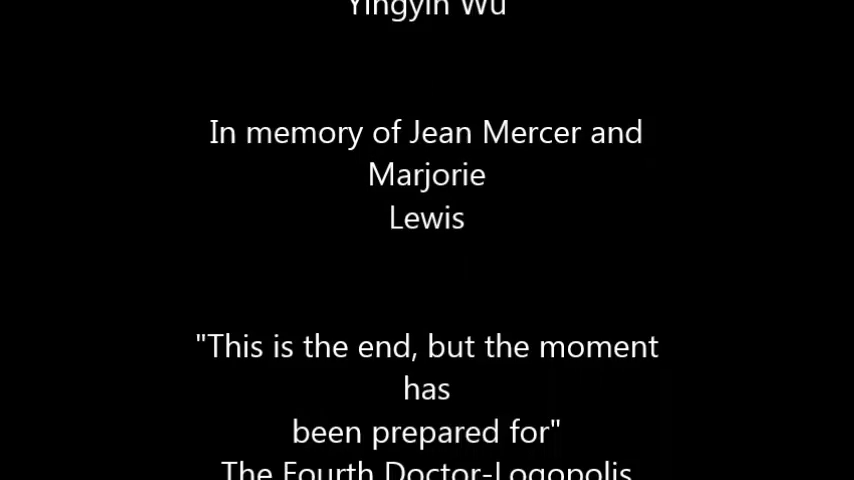 Yingyin Wu
In memory of Jean Mercer and
Marjorie
Lewis
"This is the end, but the moment
has
been prepared for"
The Fourth Doctor-Logopolis